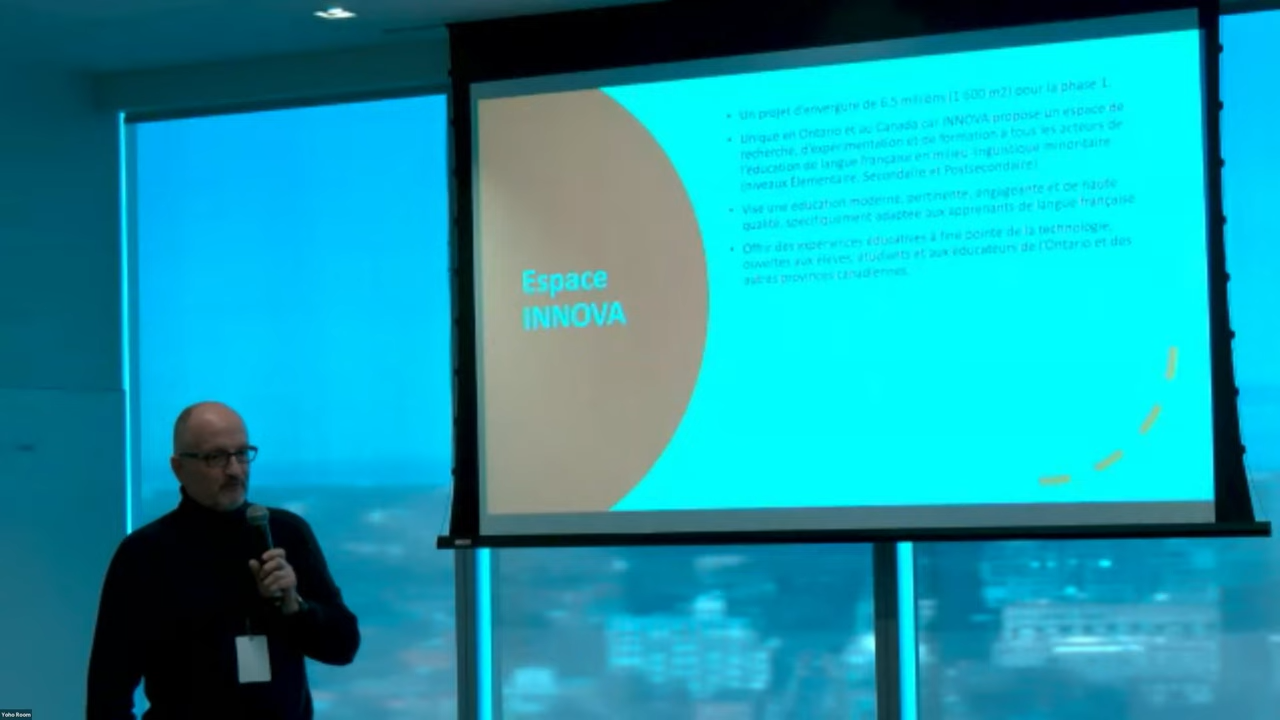 Espace
INNOVA
• Un projet d'envergure de 6.5 millions (1 600 m2) pour la phase 1.
• Unique en Ontario et au Canada car INNOVA propose un espace de
recherche, d'expérimentation et de formation à tous les acteurs de
l'éducation de langue française en milieu linguistique minoritaire
(niveaux Élémentaire, Secondaire et Postsecondaire)
• Vise une éducation moderne, pertinente, engageante et de haute
qualité, spécifiquement adaptée aux apprenants de langue française
• Offrir des expériences éducatives à fine pointe de la technologie,
ouvertes aux élèves, étudiants et aux éducateurs de l'Ontario et des
autres provinces canadiennes.
Yoho Room